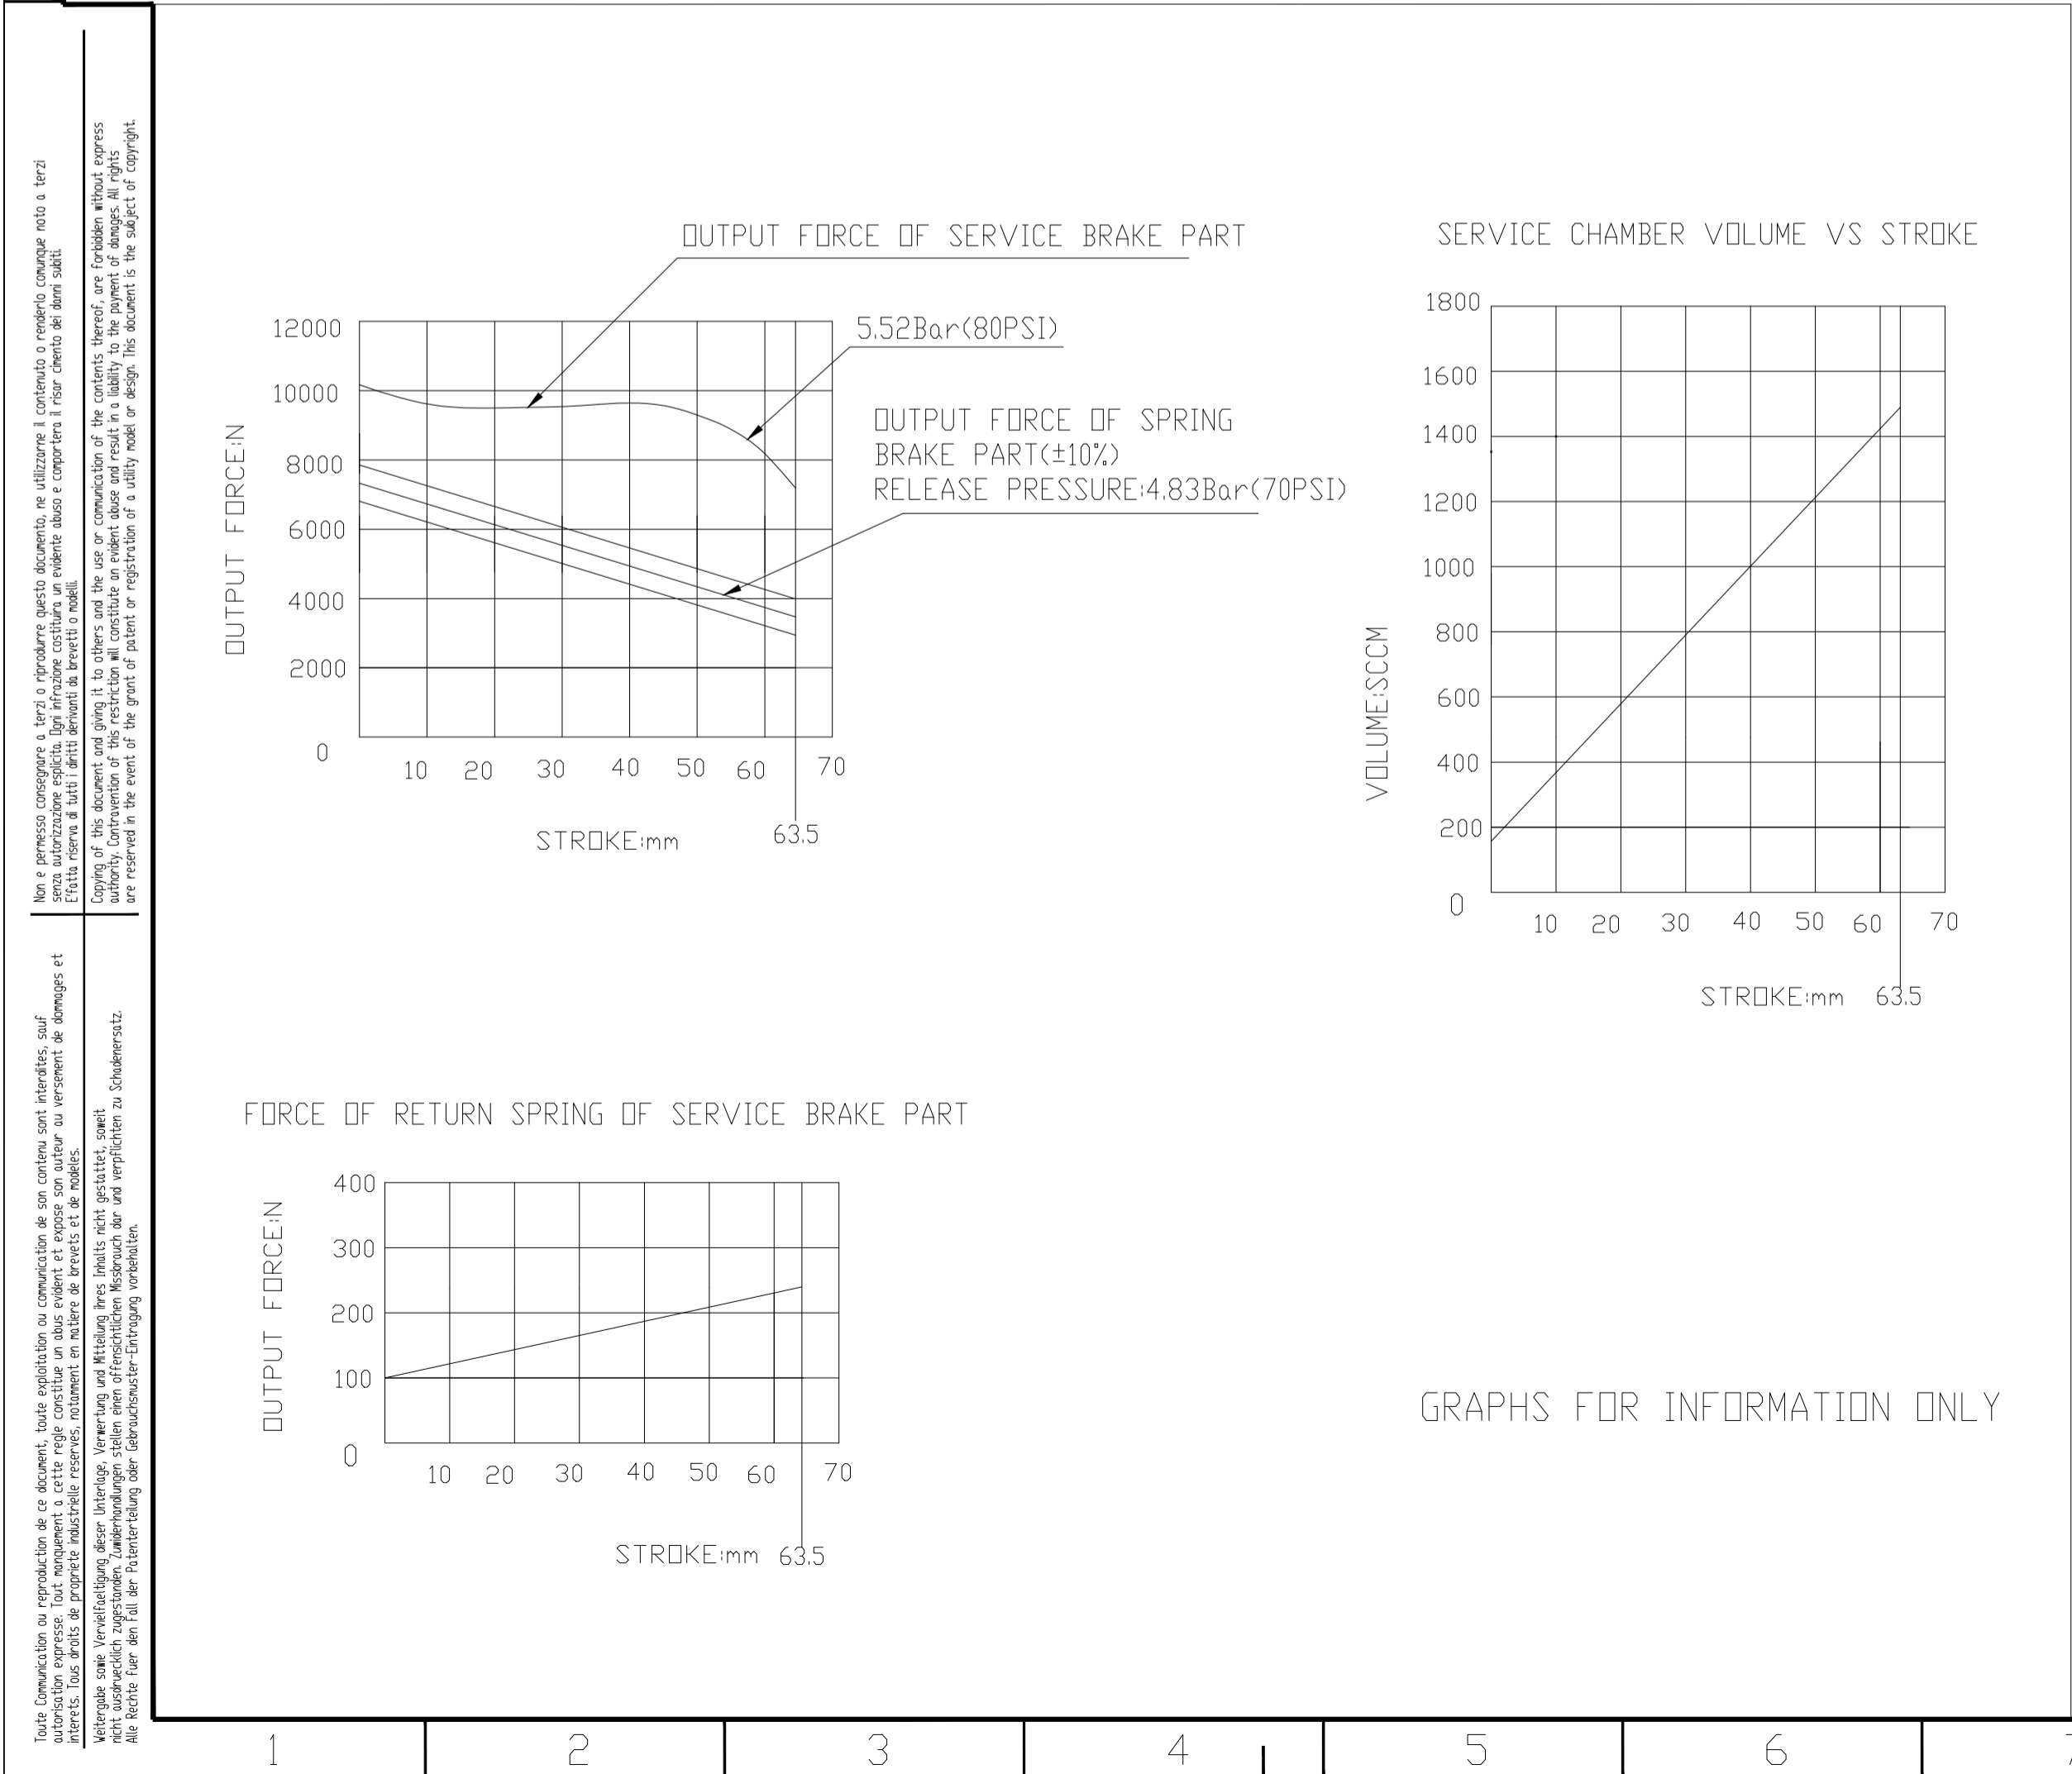 Non e permesso consegnare a terzi o riprodurre questo documento, ne utilizzarne il contenuto o renderlo comunque noto a terzi
senza autorizzazione esplicita. Ogni infrazione costituira un evidente abuso e comportera il risar cimento dei danni subiti.
E'fatta riserva di tutti i diritti derivanti da brevetti o modelli.
Copying of this document and giving it to others and the use or communication of the contents thereof, are forbidden without express
authority. Contravention of this restriction will constitute an evident abuse and result in a liability to the payment of damages. All rights
are reserved in the event of the grant of patent or registration of a utility model or design. This document is the subject of copyright.
Toute Communication ou reproduction de ce document, toute exploitation ou communication de son contenu sont interdites, sauf
autorisation expresse. Tout manquement a cette regle constitue un abus evident et expose son auteur au versement de dommages et
interets. Tous droits de propriete industrielle reserves, notamment en matiere de brevets et de modeles.
Weitergabe sowie Vervielfaeltigung dieser Unterlage, Verwertung und Mitteilung ihres Inhalts nicht gestattet, soweit
nicht ausdruecklich zugestanden. Zuwiderhandlungen stellen einen offensichtlichen Missbrauch dar und verpflichten zu Schadenersatz.
Alle Rechte fuer den Fall der Patenterteilung oder Gebrauchsmuster-Eintragung vorbehalten.
OUTPUT FORCE OF SERVICE BRAKE PART
5.52Bar(80PSI)
OUTPUT FORCE OF SPRING
BRAKE PART(±10%)
RELEASE PRESSURE:4.83Bar(70PSI)
OUTPUT FORCE:N
12000
10000
8000
6000
4000
2000
0
10 20 30 40 50 60 70
STROKE:mm 63.5
SERVICE CHAMBER VOLUME VS STROKE
VOLUME:SCCM
1800
1600
1400
1200
1000
800
600
400
200
0
10 20 30 40 50 60 70
STROKE:mm 63.5
FORCE OF RETURN SPRING OF SERVICE BRAKE PART
OUTPUT FORCE:N
400
300
200
100
0
10 20 30 40 50 60 70
STROKE:mm 63.5
GRAPHS FOR INFORMATION ONLY
1 2 3 4 5 6